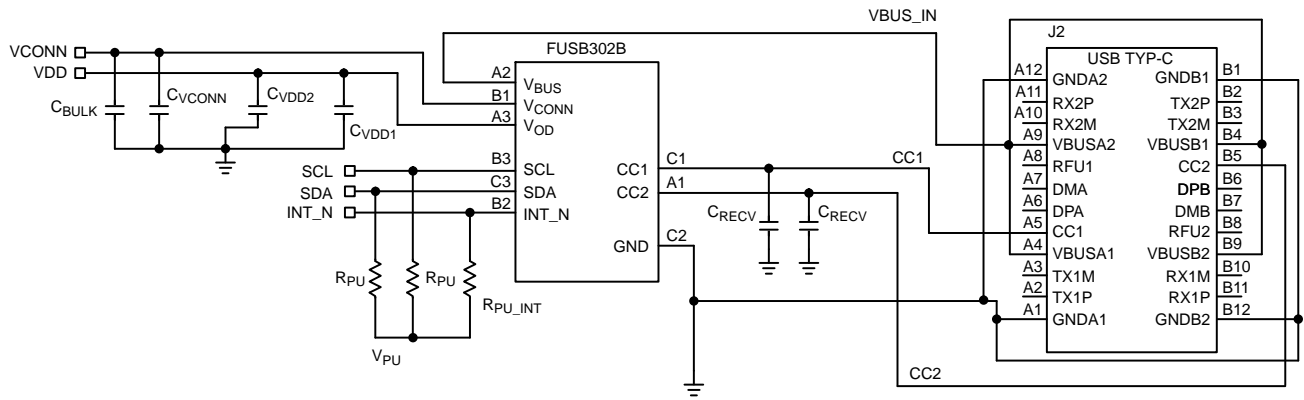 VBUS_IN
VCONN
VDD
CBULK
CVCONN
CVDD2
CVDD1
FUSB302B
A2
VBUS
B1
VCONN
A3
VOD
B3
SCL
SCL
C3
SDA
SDA
B2
INT_N
INT_N
CC1
C1
CC2
A1
GND
C2
CC1
CRECV
CRECV
RPU
RPU
RPU_INT
VPU
CC2
J2
USB TYP-C
A12
GNDA2
GNDB1
B1
A11
RX2P
TX2P
B2
A10
RX2M
TX2M
B3
A9
VBUSA2
VBUSB1
B4
A8
RFU1
CC2
B5
A7
DMA
DPB
B6
A6
DPA
DMB
B7
A5
CC1
RFU2
B8
A4
VBUSA1
VBUSB2
B9
A3
TX1M
RX1M
B10
A2
TX1P
RX1P
B11
A1
GNDA1
GNDB2
B12